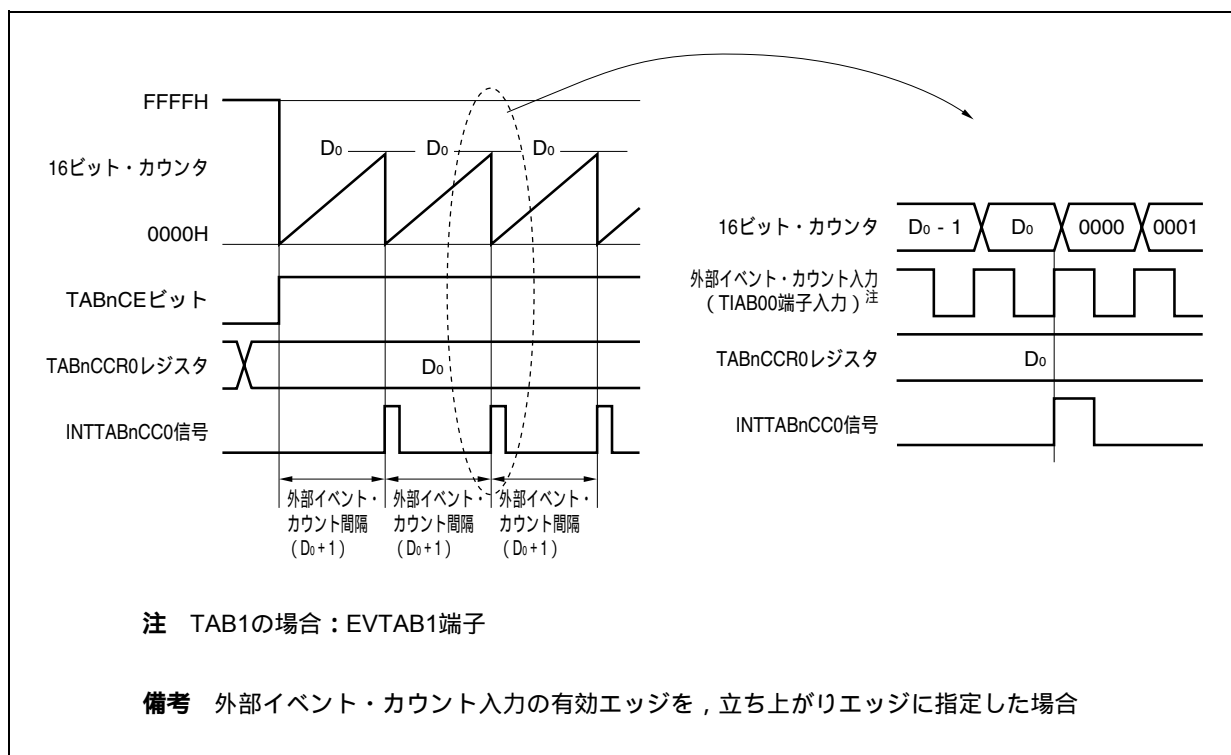 FFFFH
16ビット・カウンタ
0000H
D₀ D₀ D₀
TABnCEビット
TABnCCR0レジスタ
D₀
INTTABnCC0信号
外部イベント・
カウント間隔
（D₀+1）
外部イベント・
カウント間隔
（D₀+1）
外部イベント・
カウント間隔
（D₀+1）
16ビット・カウンタ
D₀ - 1 D₀ 0000 0001
外部イベント・カウント入力
（TIAB00端子入力）注
TABnCCR0レジスタ
D₀
INTTABnCC0信号
注 TAB1の場合：EVTAB1端子
備考 外部イベント・カウント入力の有効エッジを，立ち上がりエッジに指定した場合